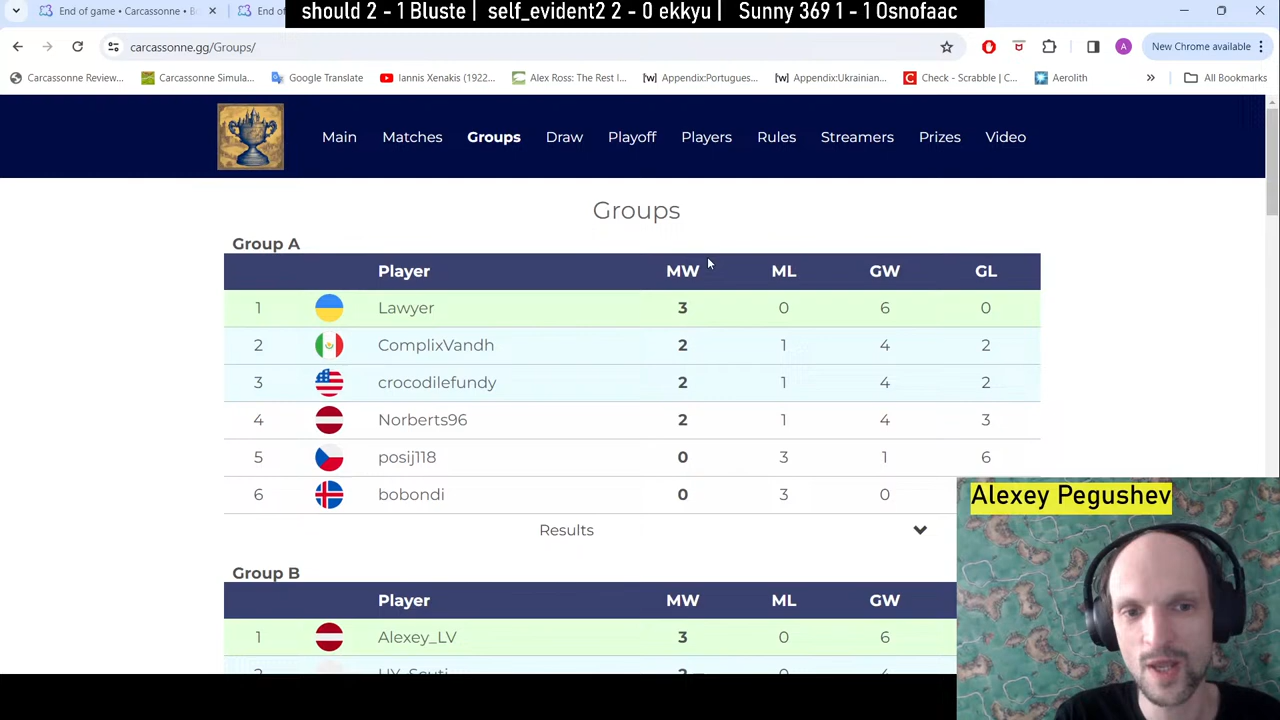 should 2 - 1 Bluste | self_evident2 2 - 0 ekkyu | Sunny 369 1 - 1 Osnofaac
End of game • Carcassonne •
End of
carcassonne.gg/Groups/
A
New Chrome available
Carcassonne Review...
Carcassonne Simula...
Google Translate
Iannis Xenakis (1922...
Alex Ross: The Rest I...
[w] Appendix:Portugues...
[w] Appendix:Ukrainian...
Check - Scrabble | C...
Aerolith
All Bookmarks
Main Matches Groups Draw Playoff Players Rules Streamers Prizes Video
Groups
Group A
Player MW ML GW GL
1 Lawyer 3 0 6 0
2 ComplixVandh 2 1 4 2
3 crocodilefundy 2 1 4 2
4 Norberts96 2 1 4 3
5 posij118 0 3 1 6
6 bobondi 0 3 0
Results
Alexey Pegushev
Group B
Player MW ML GW
1 Alexey_LV 3 0 6